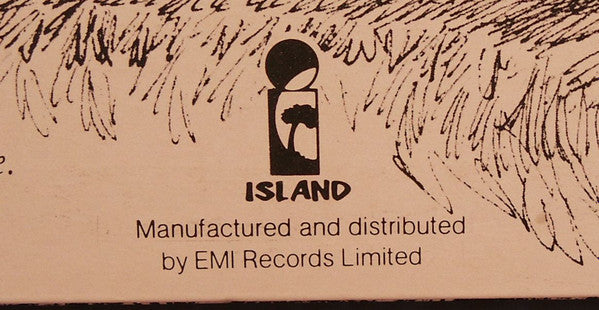 ISLAND
Manufactured and distributed
by EMI Records Limited